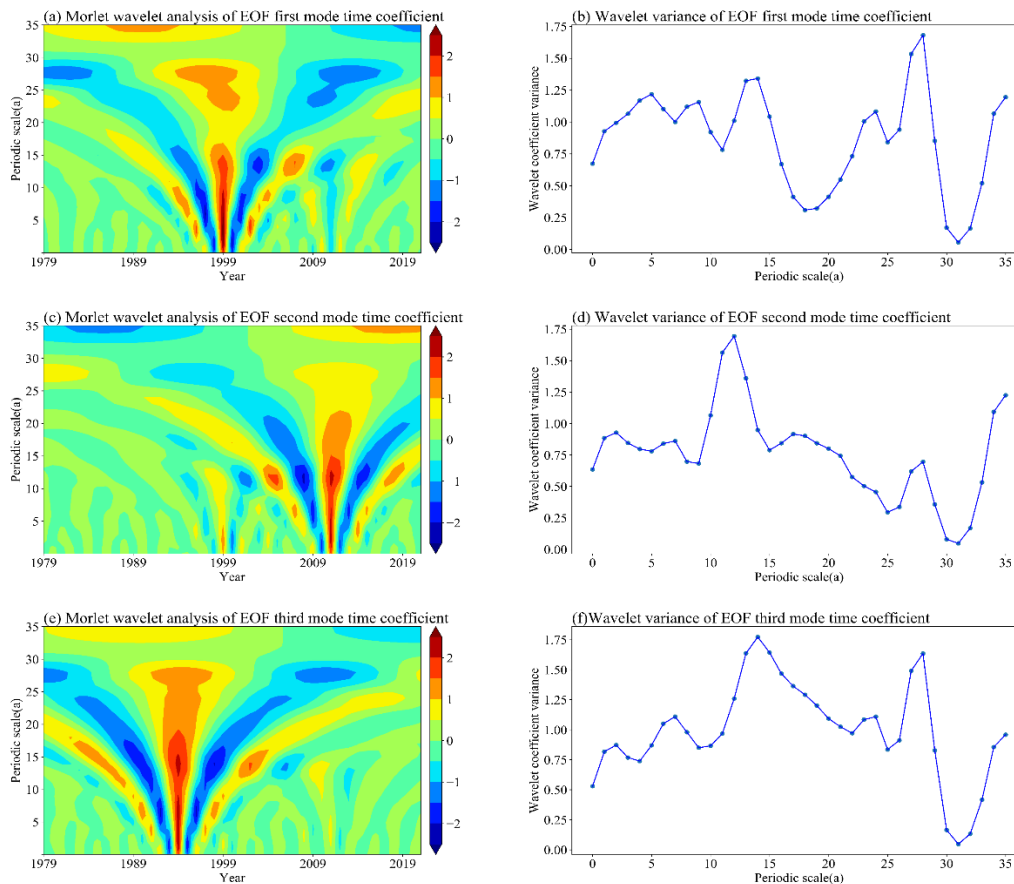 (a) Morlet wavelet analysis of EOF first mode time coefficient
35
30
25
20
15
10
5
Periodic scale(a)
1979 1989 1999 2009 2019
Year
2
1
0
−1
−2
(b) Wavelet variance of EOF first mode time coefficient
1.75
1.50
1.25
1.00
0.75
0.50
0.25
0.00
Wavelet coefficient variance
0 5 10 15 20 25 30 35
Periodic scale(a)
(c) Morlet wavelet analysis of EOF second mode time coefficient
35
30
25
20
15
10
5
Periodic scale(a)
1979 1989 1999 2009 2019
Year
2
1
0
−1
−2
(d) Wavelet variance of EOF second mode time coefficient
1.75
1.50
1.25
1.00
0.75
0.50
0.25
0.00
Wavelet coefficient variance
0 5 10 15 20 25 30 35
Periodic scale(a)
(e) Morlet wavelet analysis of EOF third mode time coefficient
35
30
25
20
15
10
5
Periodic scale(a)
1979 1989 1999 2009 2019
Year
2
1
0
−1
−2
(f)Wavelet variance of EOF third mode time coefficient
1.75
1.50
1.25
1.00
0.75
0.50
0.25
0.00
Wavelet coefficient variance
0 5 10 15 20 25 30 35
Periodic scale(a)